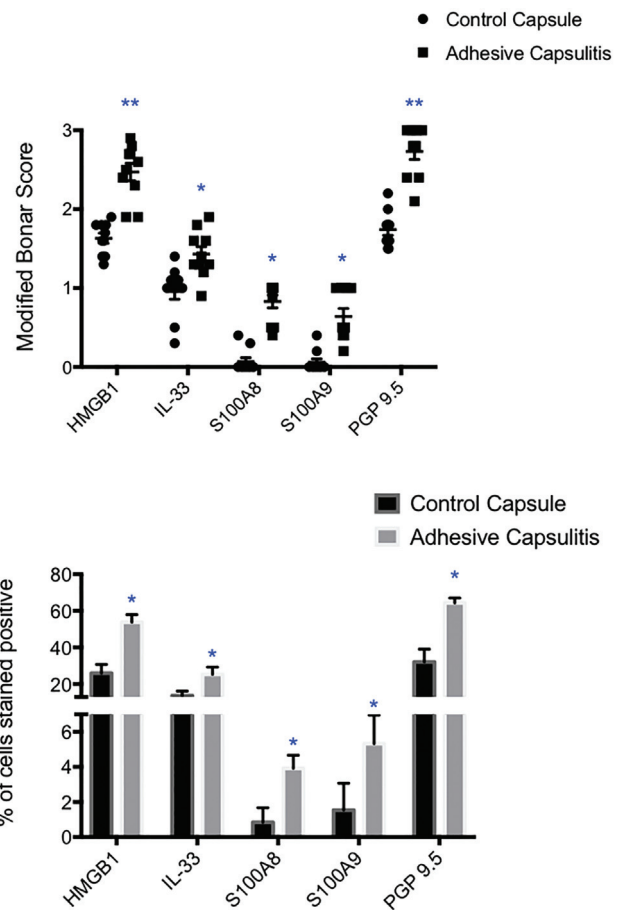 Control Capsule
Adhesive Capsulitis
** * * * **
Modified Bonar Score
3
2
1
0
HMGB1
IL-33
S100A8
S100A9
PGP 9.5
Control Capsule
Adhesive Capsulitis
* * * * *
% of cells stained positive
80
60
40
20
6
4
2
0
HMGB1
IL-33
S100A8
S100A9
PGP 9.5